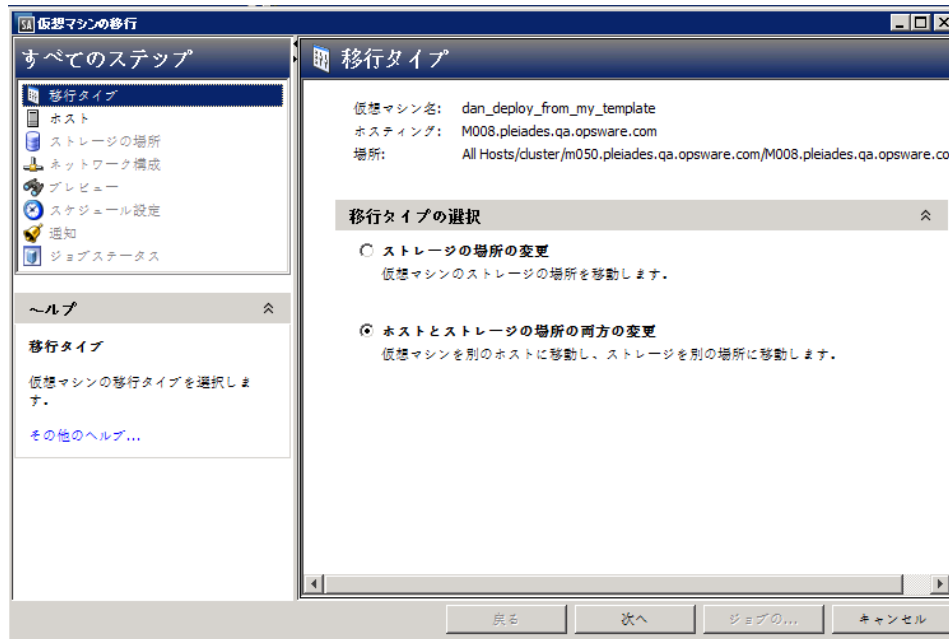 SA 仮想マシンの移行
すべてのステップ
移行タイプ
ホスト
ストレージの場所
ネットワーク構成
プレビュー
スケジュール設定
通知
ジョブステータス
ヘルプ
移行タイプ
仮想マシンの移行タイプを選択しま
す.
その他のヘルプ...
移行タイプ
仮想マシン名: dan_deploy_from_my_template
ホスティング: M008.pleiades.qa.opsware.com
場所: All Hosts/cluster/m050.pleiades.qa.opsware.com/M008.pleiades.qa.opsware.co
移行タイプの選択
ストレージの場所の変更
仮想マシンのストレージの場所を移動します.
ホストとストレージの場所の両方の変更
仮想マシンを別のホストに移動し、ストレージを別の場所に移動します.
戻る 次へ ジョブの... キャンセル